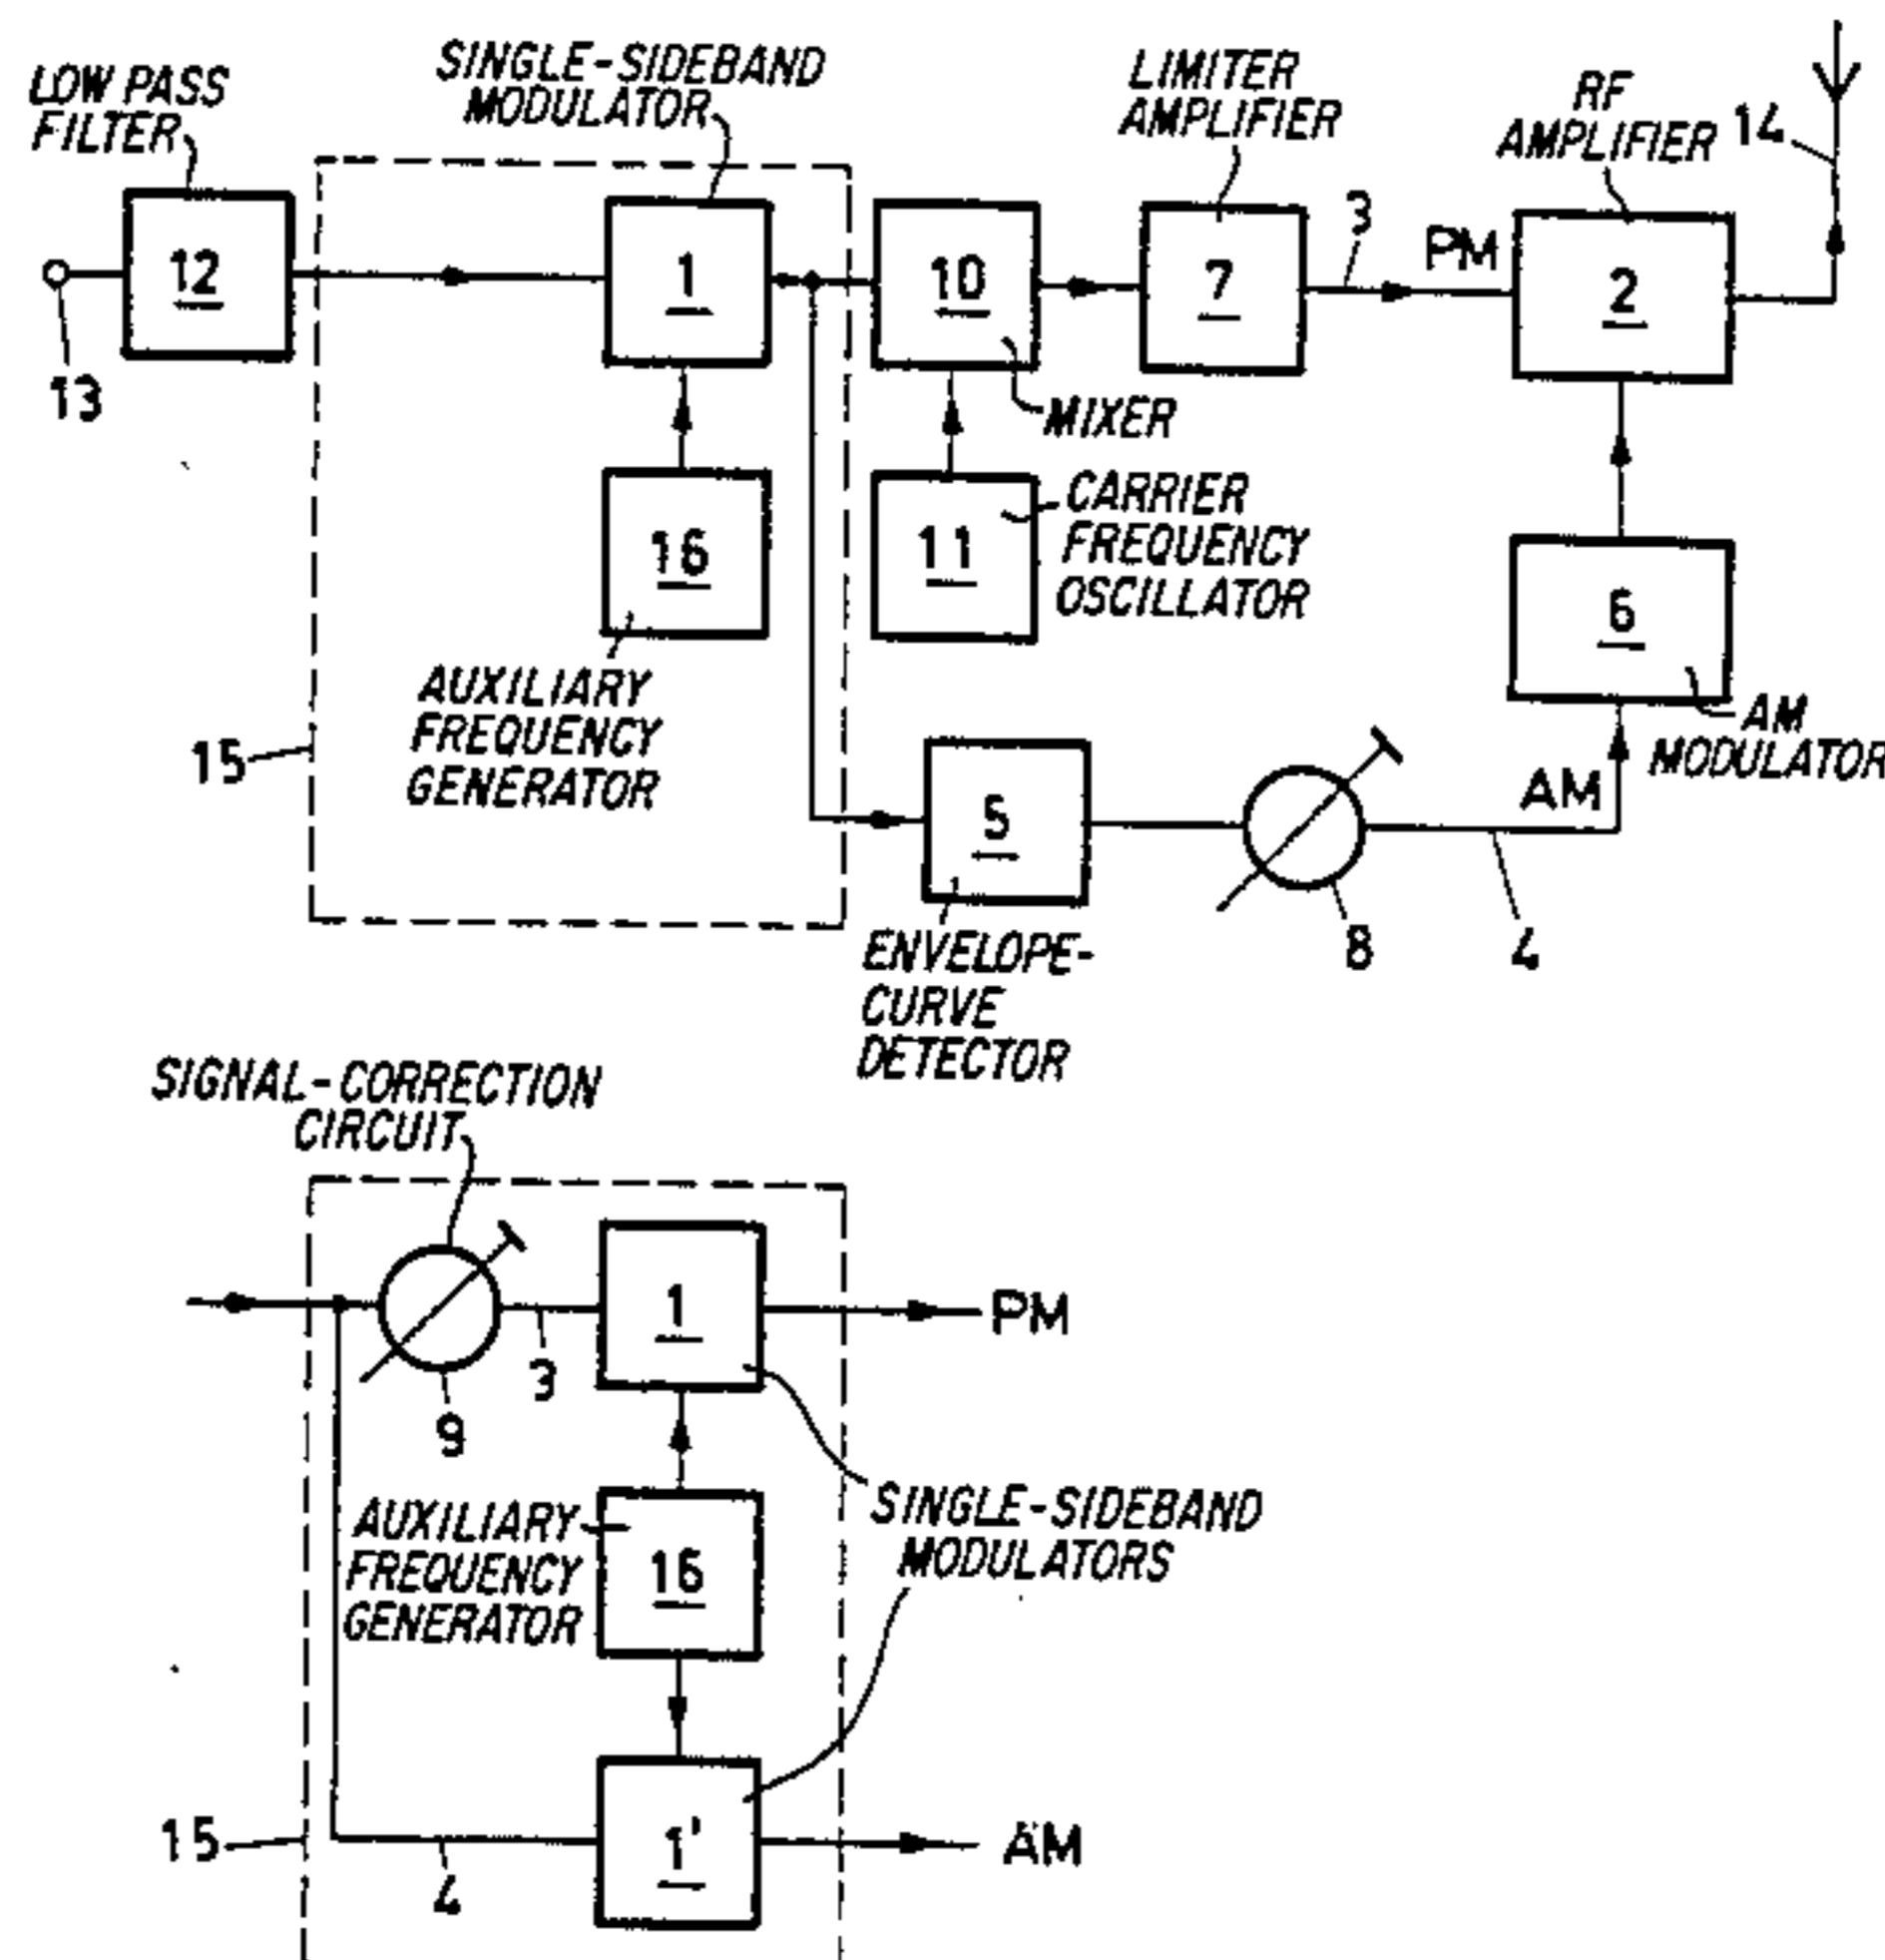 LOW PASS
FILTER
SINGLE-SIDEBAND
MODULATOR
LIMITER
AMPLIFIER
RF
AMPLIFIER
14
12
1
10
7
3
PM
2
13
MIXER
16
11
CARRIER
FREQUENCY
OSCILLATOR
6
AUXILIARY
FREQUENCY
GENERATOR
15
AM
MODULATOR
5
AM
8
4
ENVELOPE-
CURVE
DETECTOR
SIGNAL-CORRECTION
CIRCUIT
1
PM
3
9
AUXILIARY
FREQUENCY
GENERATOR
16
SINGLE-SIDEBAND
MODULATORS
15
4
1'
AM